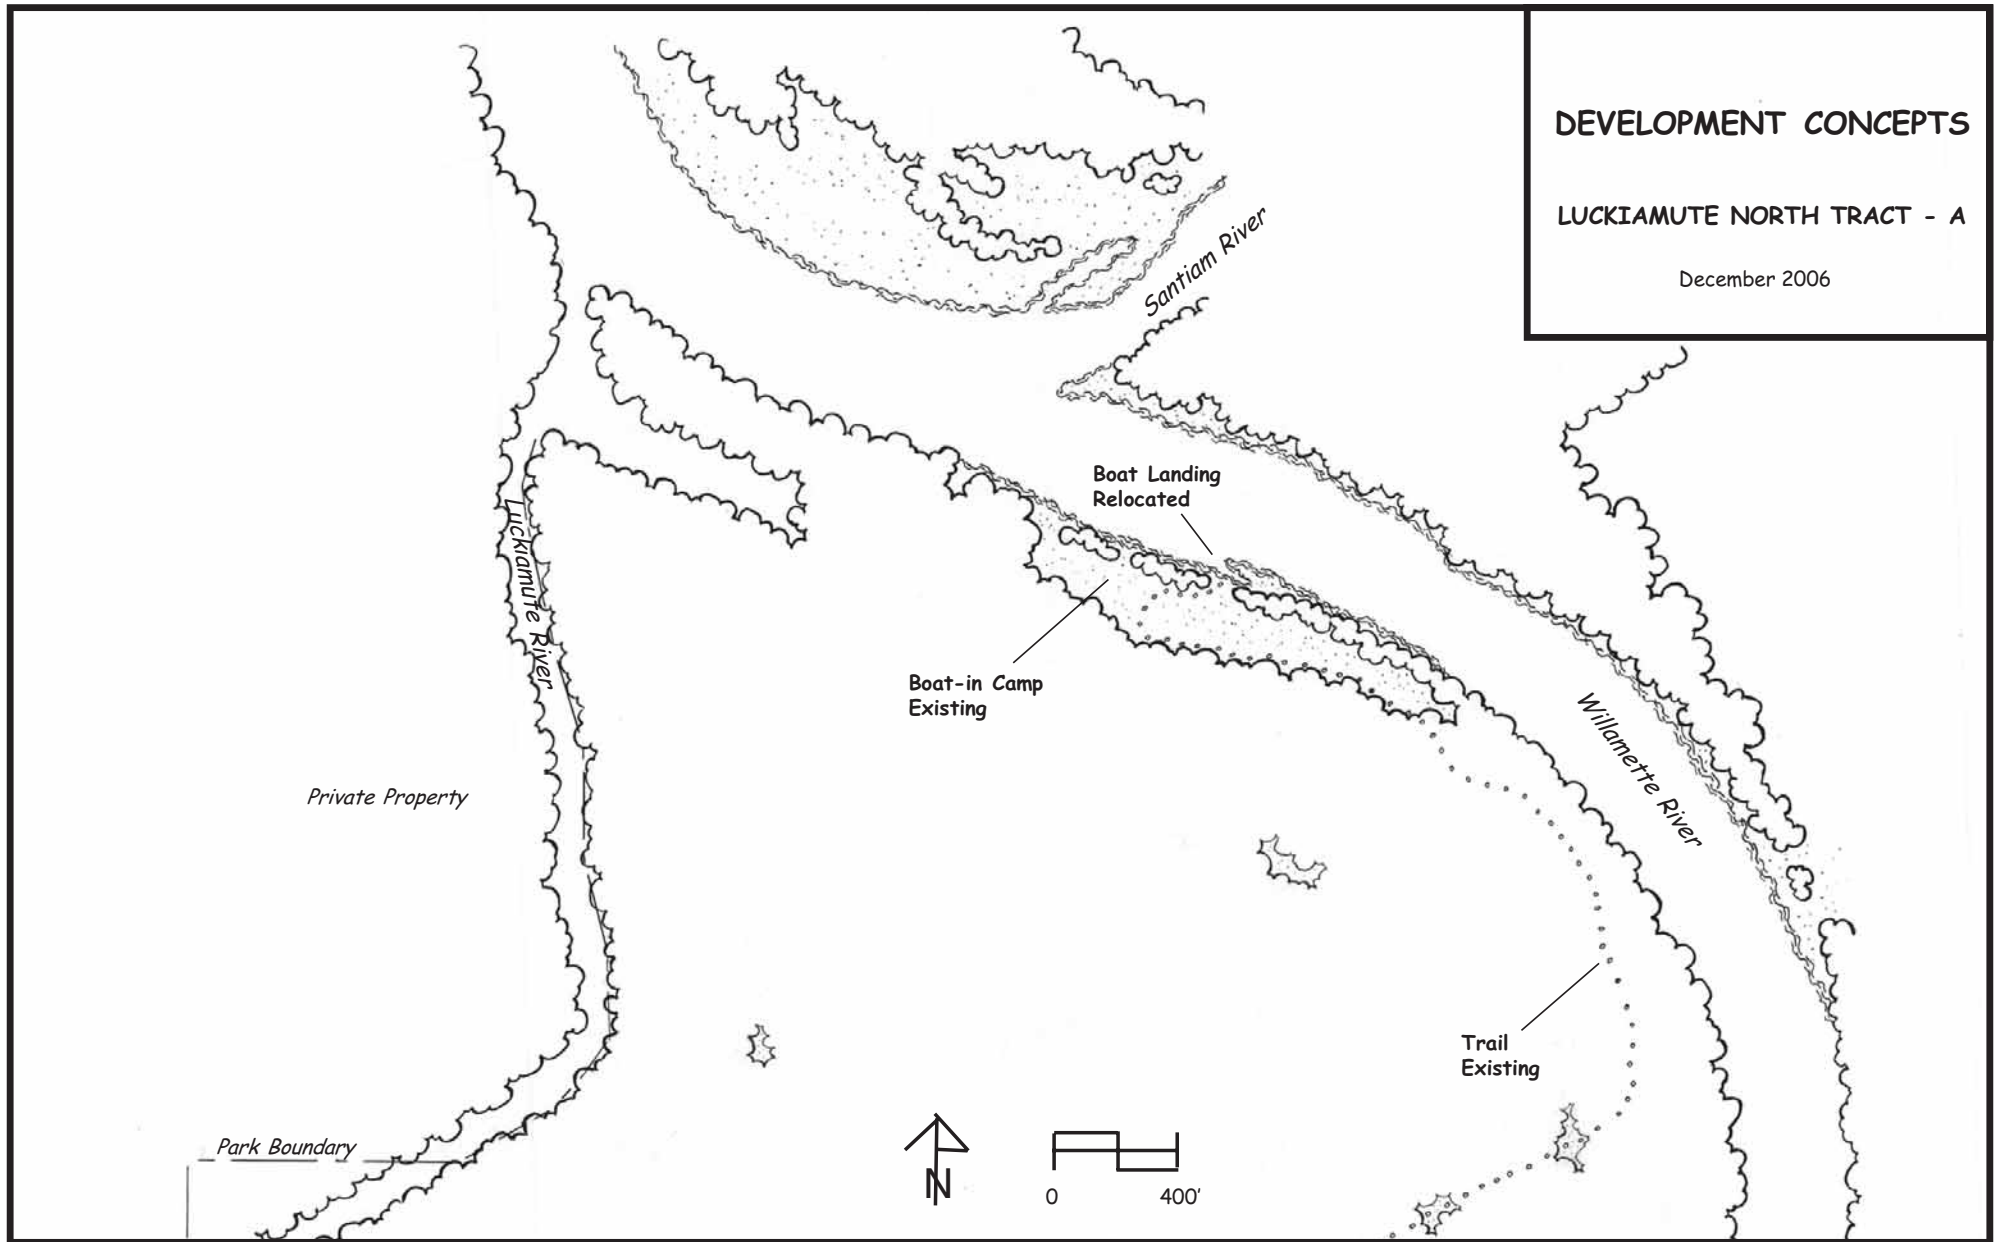 DEVELOPMENT CONCEPTS
LUCKIAMUTE NORTH TRACT - A
December 2006
Santiam River
Boat Landing
Relocated
Luckiamute River
Boat-in Camp
Existing
Willamette River
Private Property
Trail
Existing
Park Boundary
N
0 400'